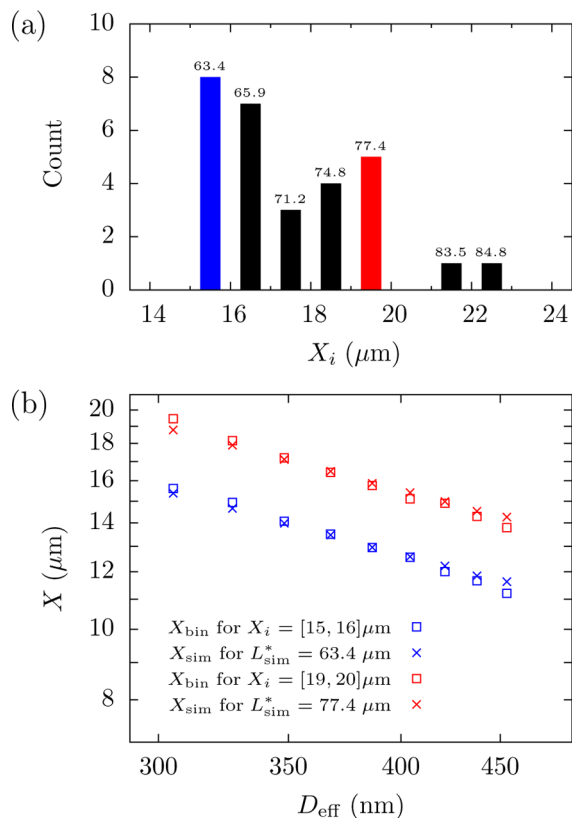 (a)
10
8
6
4
2
0
Count
63.4
65.9
71.2
74.8
77.4
83.5
84.8
14 16 18 20 22 24
X_i (μm)
(b)
20
18
16
14
12
10
8
X (μm)
X_bin for X_i = [15, 16]μm
X_sim for L*_sim = 63.4 μm
X_bin for X_i = [19, 20]μm
X_sim for L*_sim = 77.4 μm
300 350 400 450
D_eff (nm)